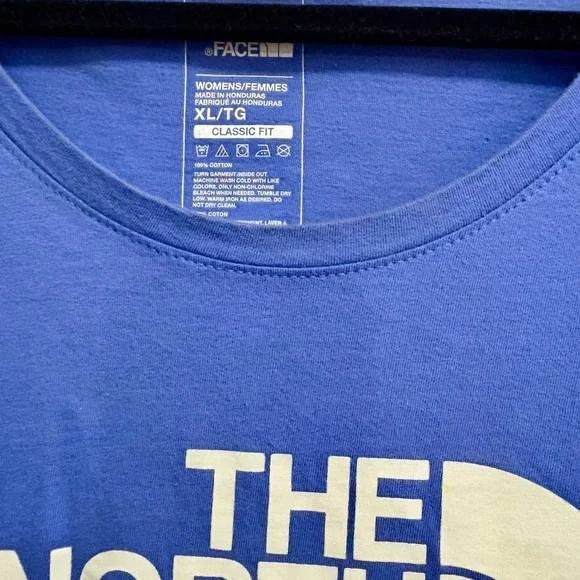 ®FACE
WOMENS/FEMMES
MADE IN HONDURAS
FABRIQUÉ AU HONDURAS
XL/TG
CLASSIC FIT
100% COTTON
TURN GARMENT INSIDE OUT.
MACHINE WASH COLD WITH LIKE
COLORS. ONLY NON-CHLORINE
BLEACH WHEN NEEDED. TUMBLE DRY
LOW. WARM IRON AS DESIRED. DO
NOT DRY CLEAN.
COTON
THE
NORTH